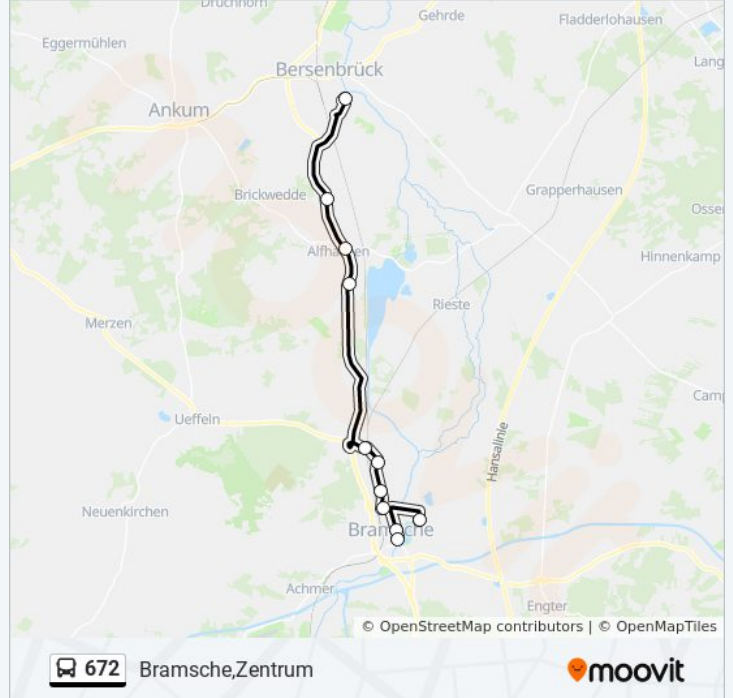 Druchhorn
Gehrde
Fladderlohausen
Eggermühlen
Bersenbrück
Lang
Ankum
Brickwedde
Grapperhausen
Osse
Alfhausen
Hinnenkamp
Rieste
Merzen
Camp
Ueffeln
Hansalinie
Neuenkirchen
Bramsche
Achmer
Engter
© OpenStreetMap contributors | © OpenMapTiles
672 Bramsche,Zentrum moovit